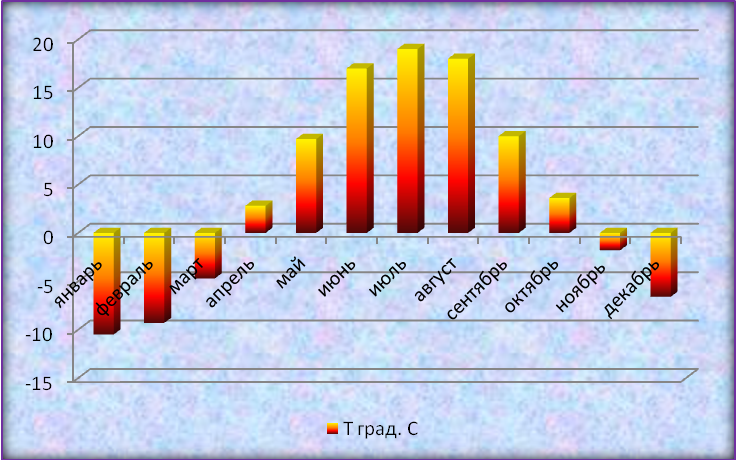 20
15
10
5
0
-5
-10
-15
январь
февраль
март
апрель
май
июнь
июль
август
сентябрь
октябрь
ноябрь
декабрь
Т град. С